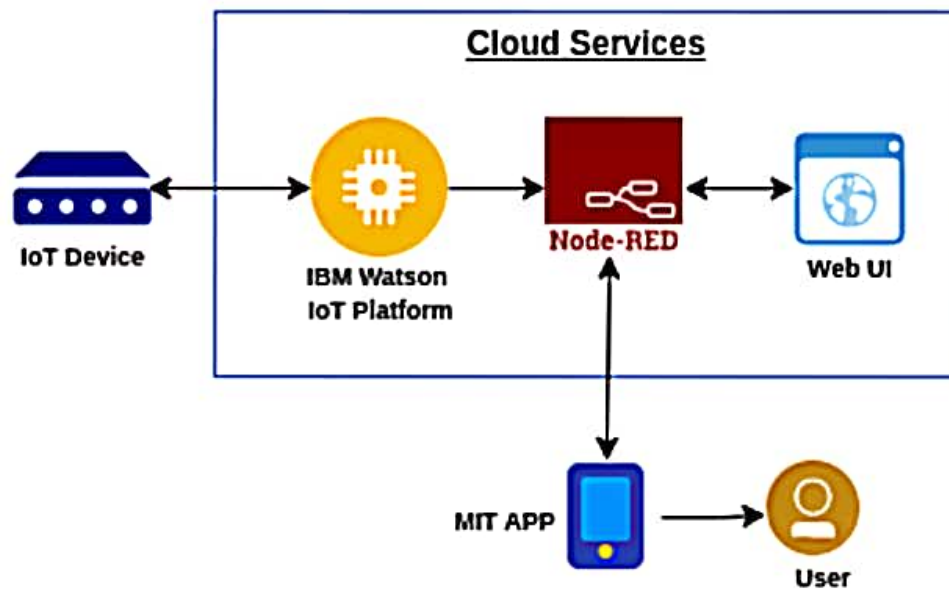 Cloud Services
IoT Device
IBM Watson
IoT Platform
Node-RED
Web UI
MIT APP
User